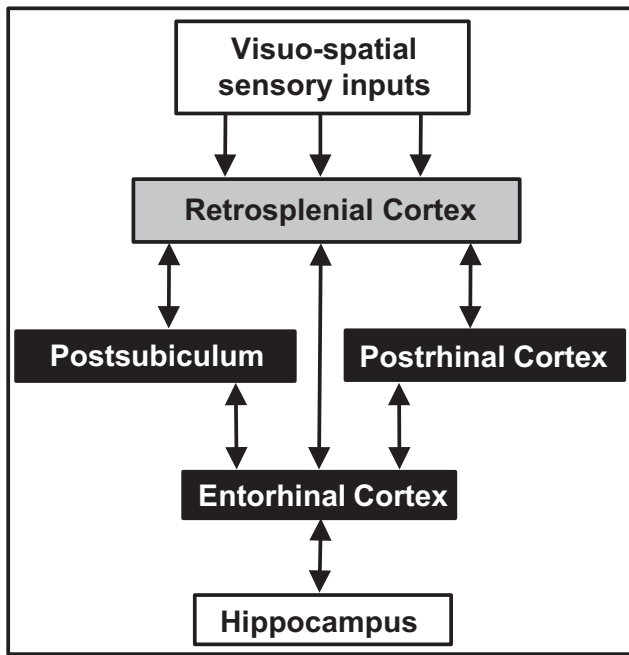 Visuo-spatial
sensory inputs
Retrosplenial Cortex
Postsubiculum
Postrhinal Cortex
Entorhinal Cortex
Hippocampus